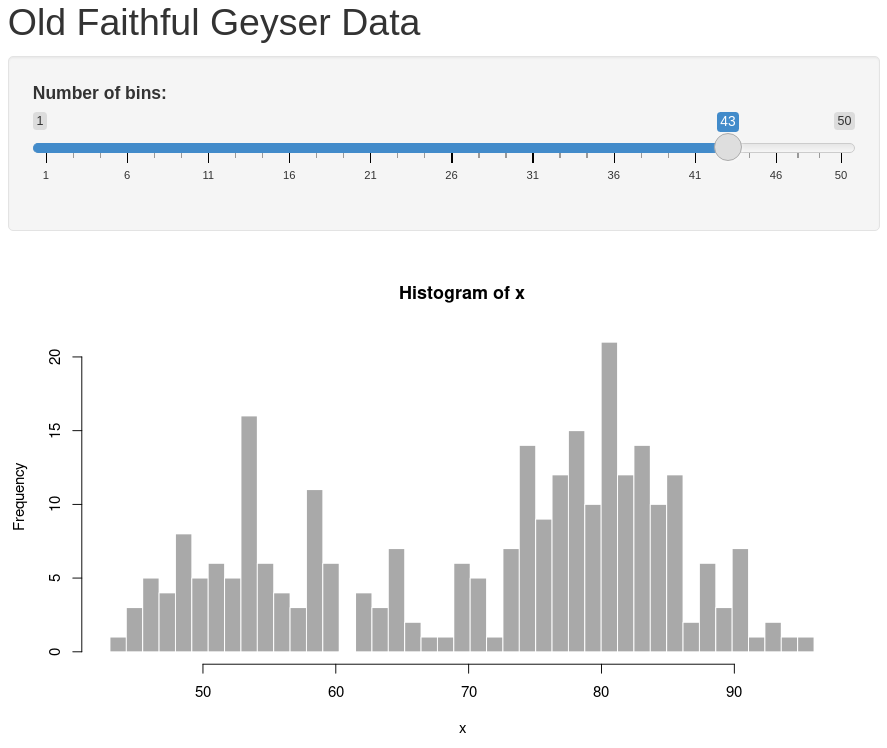 Old Faithful Geyser Data
Number of bins:
1 43 50
1 6 11 16 21 26 31 36 41 46 50
Histogram of x
Frequency
20
15
10
5
0
50 60 70 80 90
x